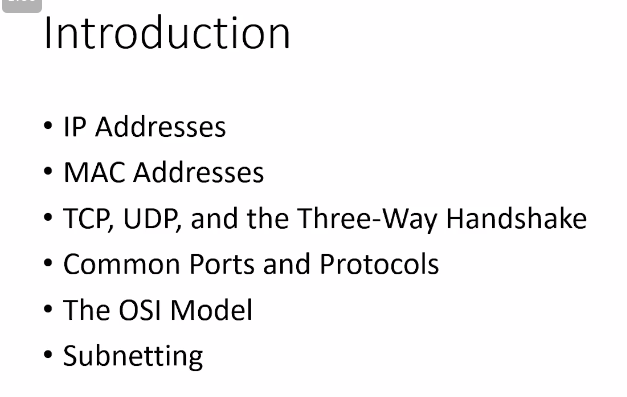 Introduction
• IP Addresses
• MAC Addresses
• TCP, UDP, and the Three-Way Handshake
• Common Ports and Protocols
• The OSI Model
• Subnetting